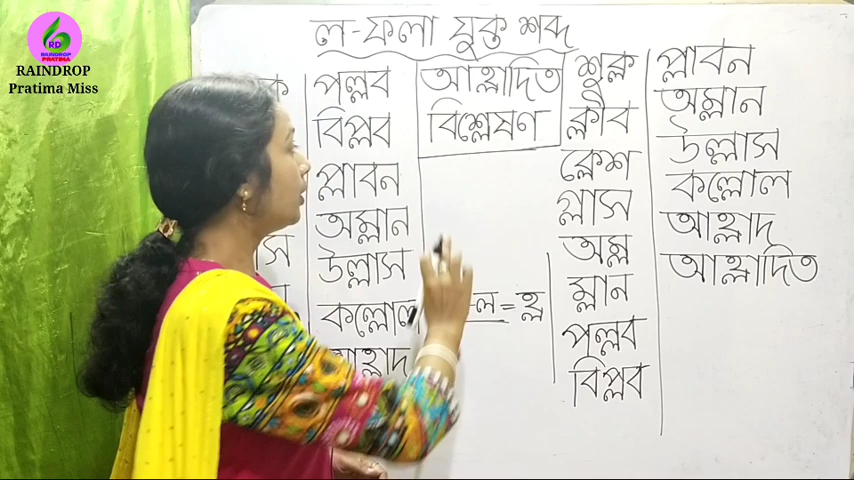 RD
RAINDROP
PRATIMA
RAINDROP
Pratima Miss
ল-ফলা যুক্ত শব্দ
পল্লব
বিপ্লব
প্লাবন
অম্লান
উল্লাস
কল্লোল
আহ্লাদ
আহ্লাদিত
বিশ্লেষণ
-ল = হ্ল
শুক্ল
ক্লীব
ক্লেশ
গ্লাস
অম্ল
ম্লান
পল্লব
বিপ্লব
প্লাবন
অম্লান
উল্লাস
কল্লোল
আহ্লাদ
আহ্লাদিত